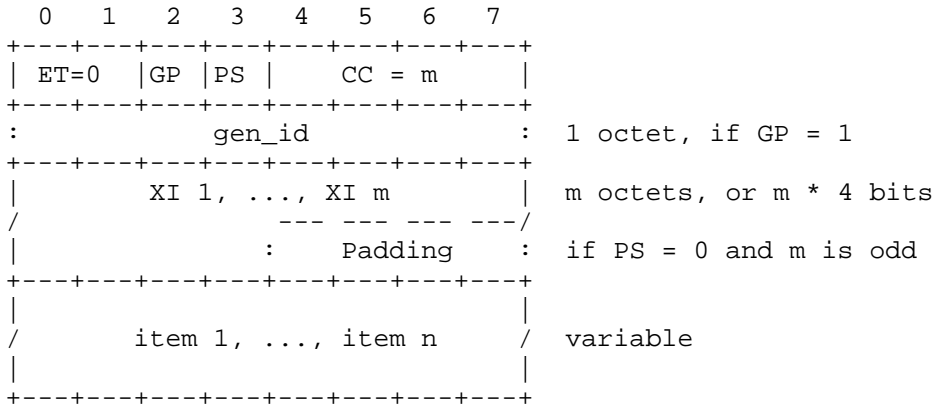 0   1   2   3   4   5   6   7
+---+---+---+---+---+---+---+---+
| ET=0  |GP |PS |    CC = m     |
+---+---+---+---+---+---+---+---+
:            gen_id             :  1 octet, if GP = 1
+---+---+---+---+---+---+---+---+
|        XI 1, ..., XI m        |  m octets, or m * 4 bits
/                --- --- --- ---/
|               :    Padding    :  if PS = 0 and m is odd
+---+---+---+---+---+---+---+---+
|                               |
/       item 1, ..., item n     /  variable
|                               |
+---+---+---+---+---+---+---+---+